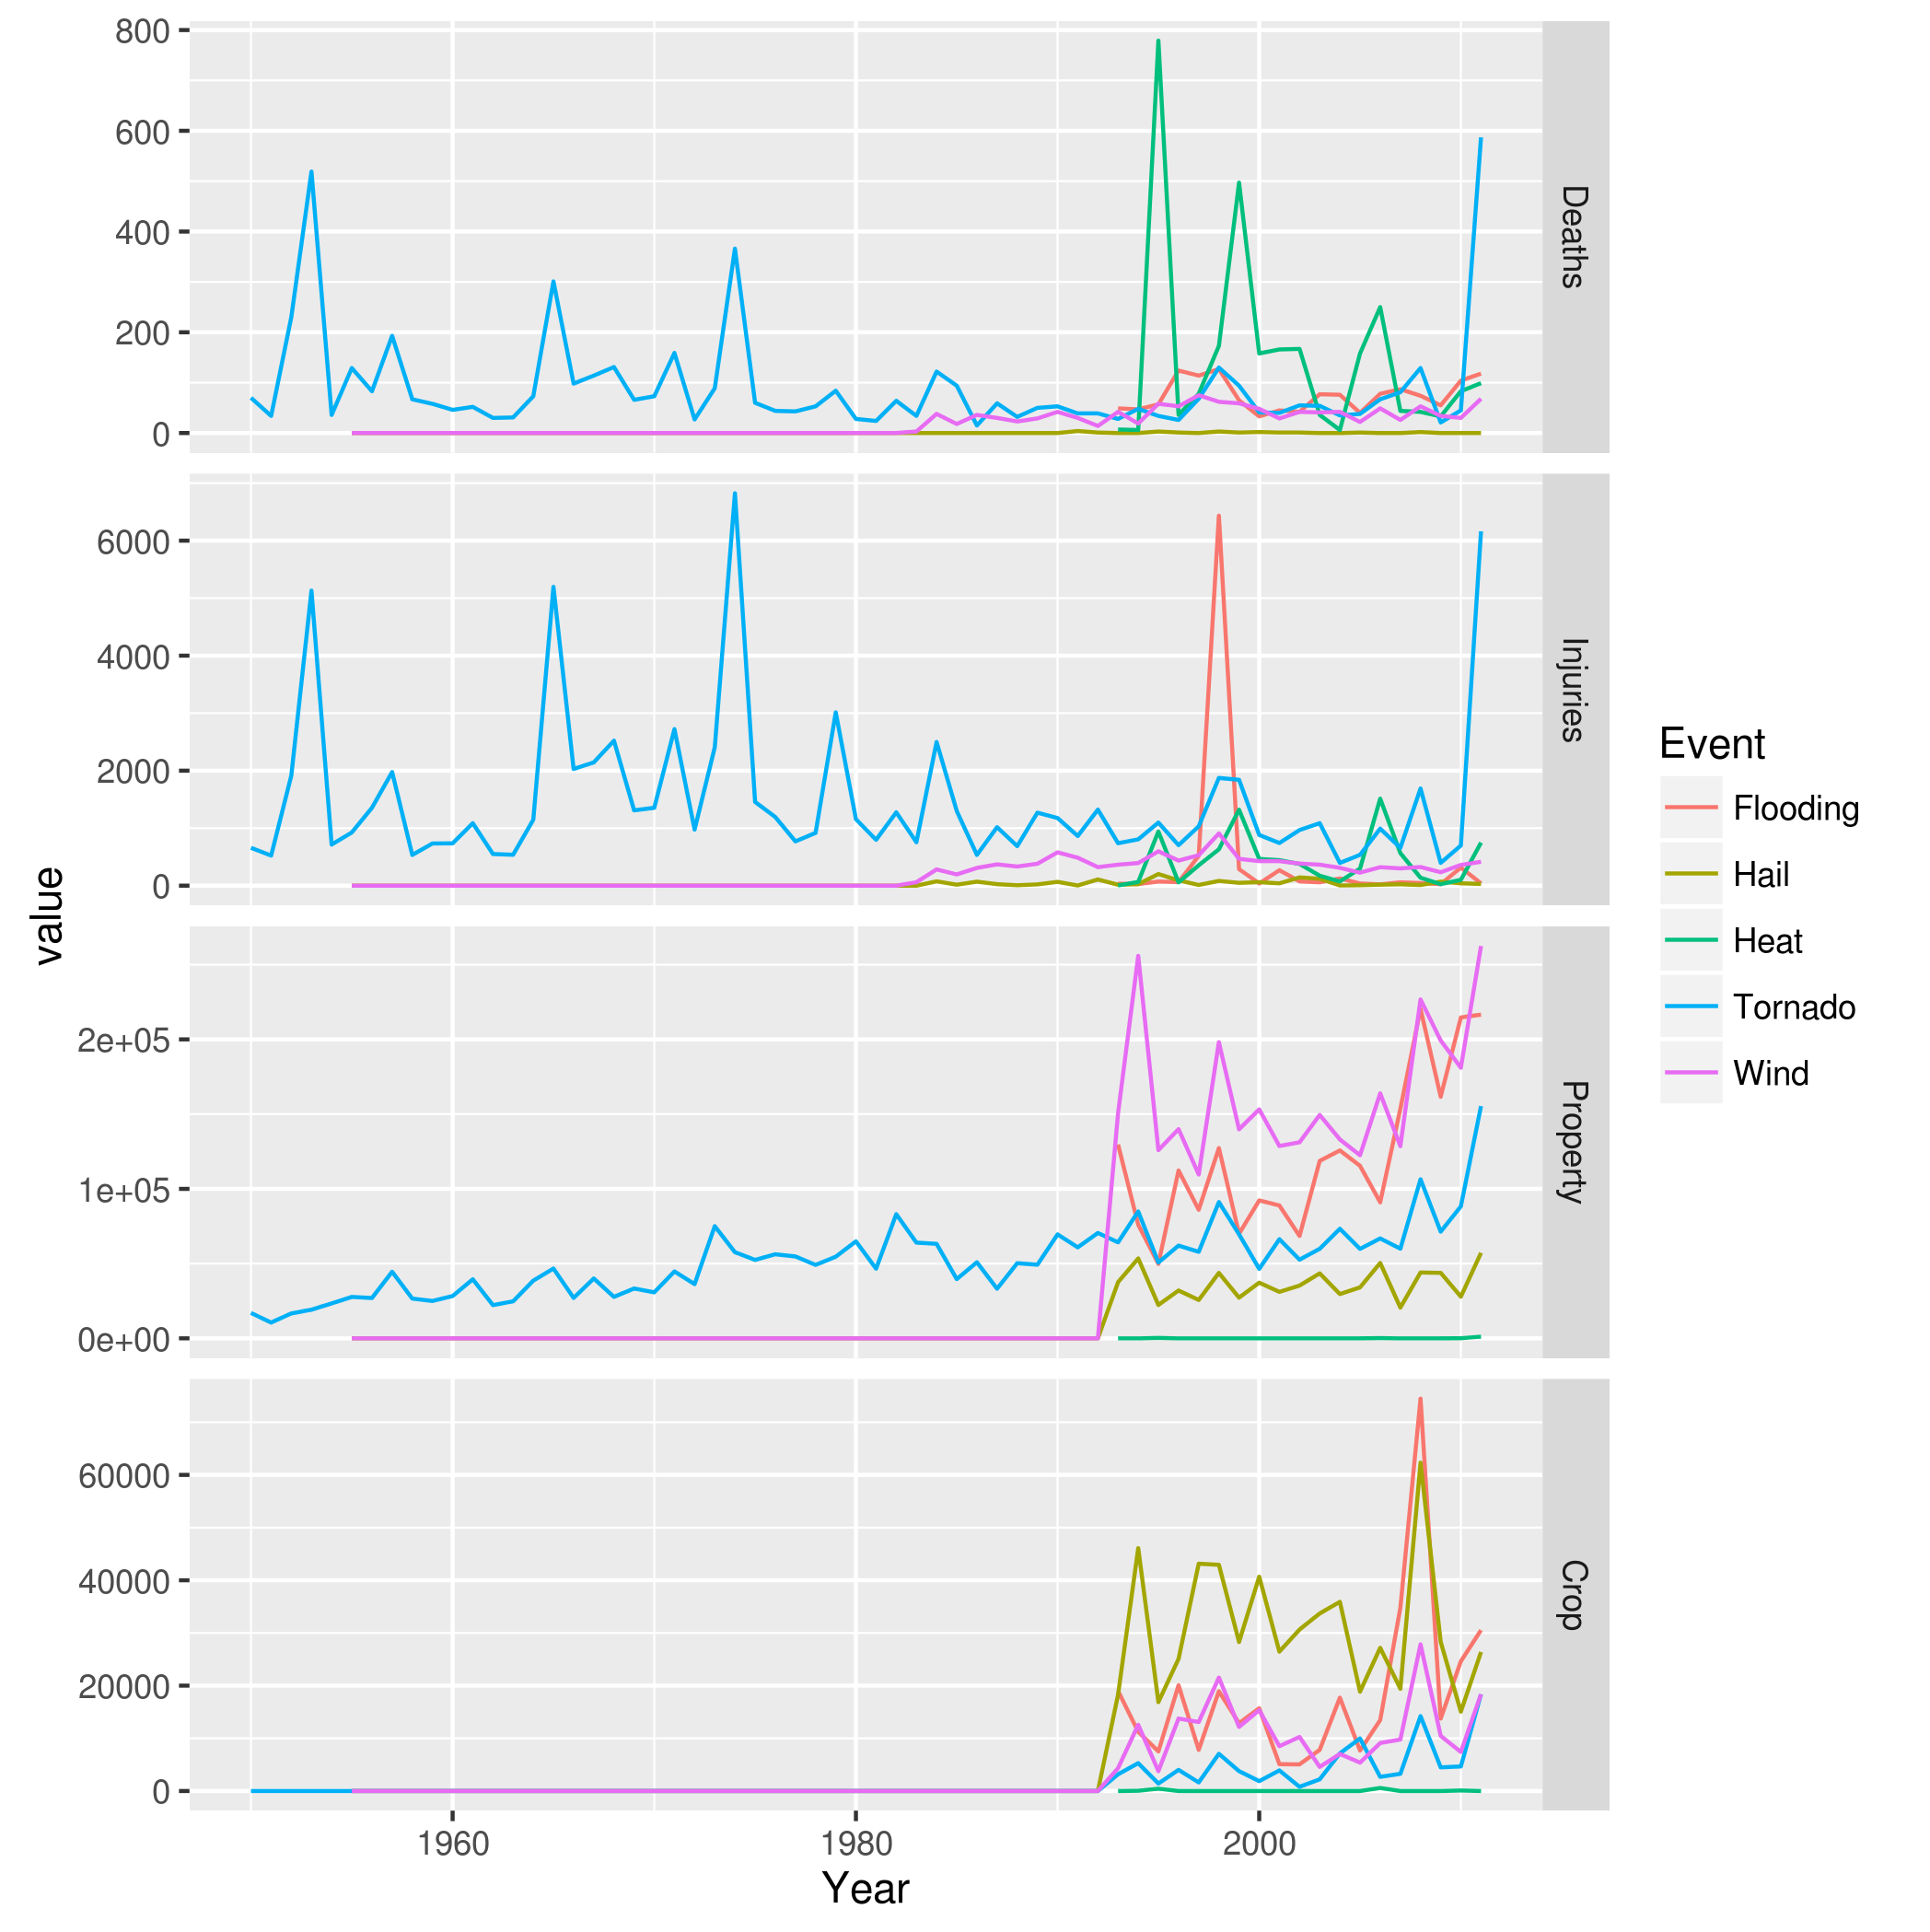 800
600
400
200
0
Deaths
6000
4000
2000
0
Injuries
2e+05
1e+05
0e+00
Property
60000
40000
20000
0
Crop
1960
1980
2000
Year
value
Event
Flooding
Hail
Heat
Tornado
Wind